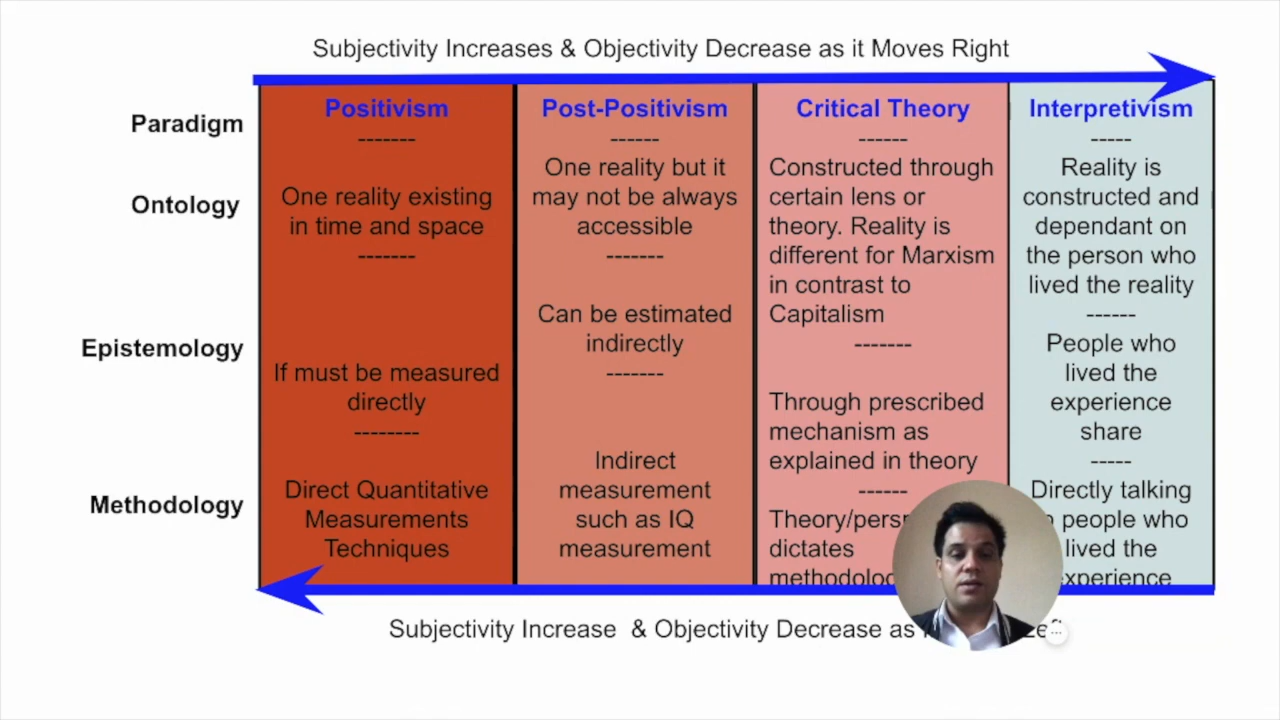 Subjectivity Increases & Objectivity Decrease as it Moves Right
Paradigm
Ontology
Epistemology
Methodology
Positivism
-------
One reality existing
in time and space
-------
If must be measured
directly
--------
Direct Quantitative
Measurements
Techniques
Post-Positivism
------
One reality but it
may not be always
accessible
-------
Can be estimated
indirectly
-------
Indirect
measurement
such as IQ
measurement
Critical Theory
------
Constructed through
certain lens or
theory. Reality is
different for Marxism
in contrast to
Capitalism
-------
Through prescribed
mechanism as
explained in theory
------
dictates
Interpretivism
-----
Reality is
constructed and
dependant on
the person who
lived the reality
------
People who
lived the
experience
share
-----
Directly talking
people who
lived the
Subjectivity Increase & Objectivity Decrease as